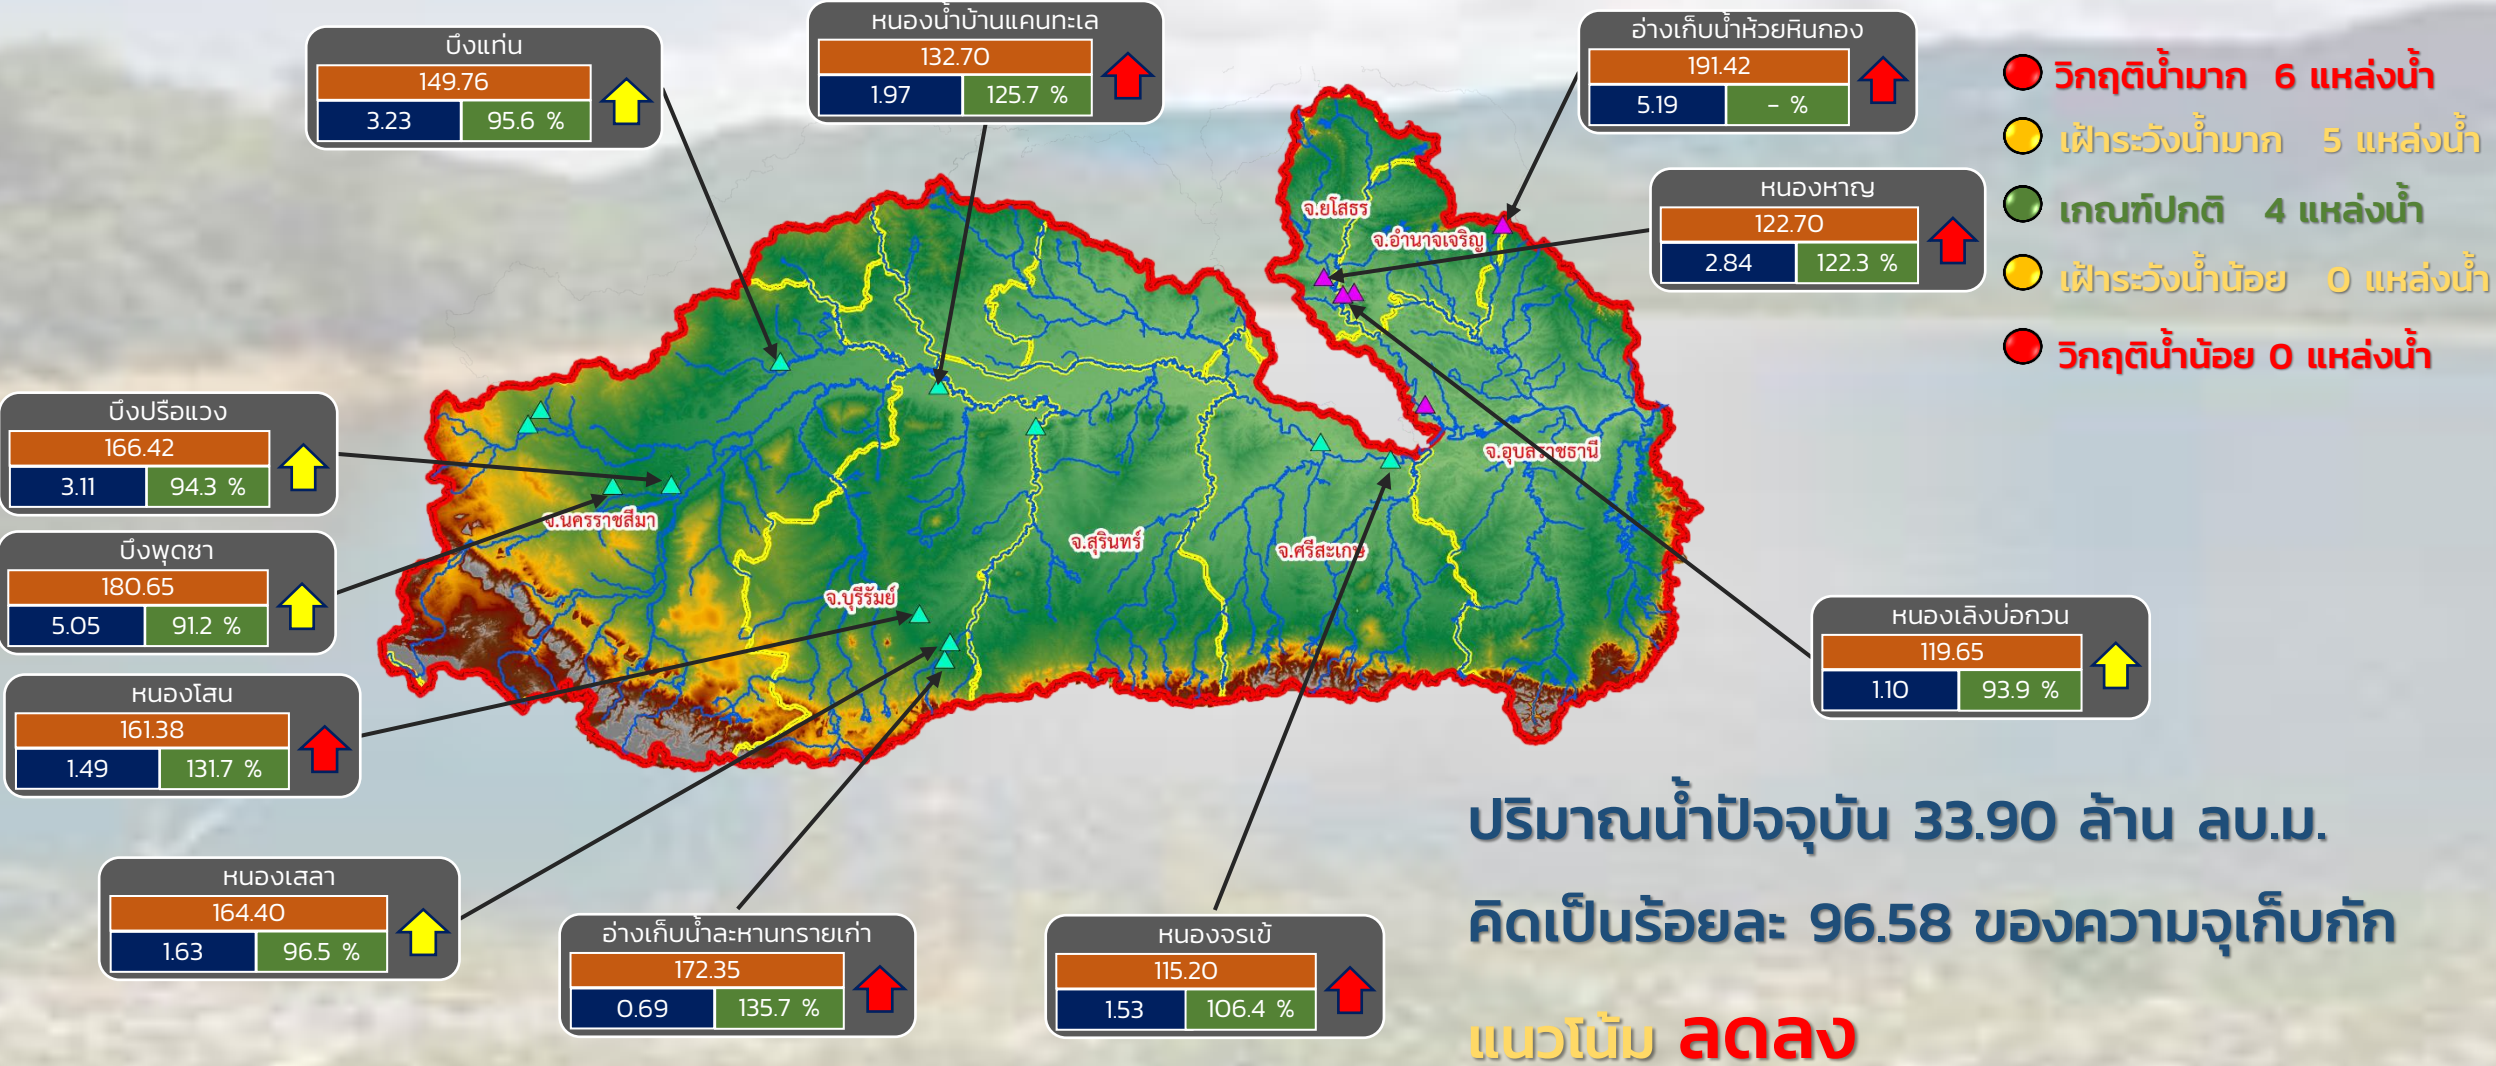 บึงแท่น
149.76
3.23 95.6 %
หนองน้ำบ้านแคนทะเล
132.70
1.97 125.7 %
อ่างเก็บน้ำห้วยหินกอง
191.42
5.19 - %
วิกฤติน้ำมาก 6 แหล่งน้ำ
เฝ้าระวังน้ำมาก 5 แหล่งน้ำ
เกณฑ์ปกติ 4 แหล่งน้ำ
เฝ้าระวังน้ำน้อย 0 แหล่งน้ำ
วิกฤติน้ำน้อย 0 แหล่งน้ำ
หนองหาญ
122.70
2.84 122.3 %
จ.ยโสธร
จ.อำนาจเจริญ
บึงปรือแวง
166.42
3.11 94.3 %
จ.อุบลราชธานี
จ.นครราชสีมา
จ.สุรินทร์
จ.ศรีสะเกษ
จ.บุรีรัมย์
บึงพุดซา
180.65
5.05 91.2 %
หนองเลิงบ่อกวน
119.65
1.10 93.9 %
หนองโสน
161.38
1.49 131.7 %
หนองเสลา
164.40
1.63 96.5 %
อ่างเก็บน้ำละหานทรายเก่า
172.35
0.69 135.7 %
หนองจรเข้
115.20
1.53 106.4 %
ปริมาณน้ำปัจจุบัน 33.90 ล้าน ลบ.ม.
คิดเป็นร้อยละ 96.58 ของความจุเก็บกัก
แนวโน้ม ลดลง